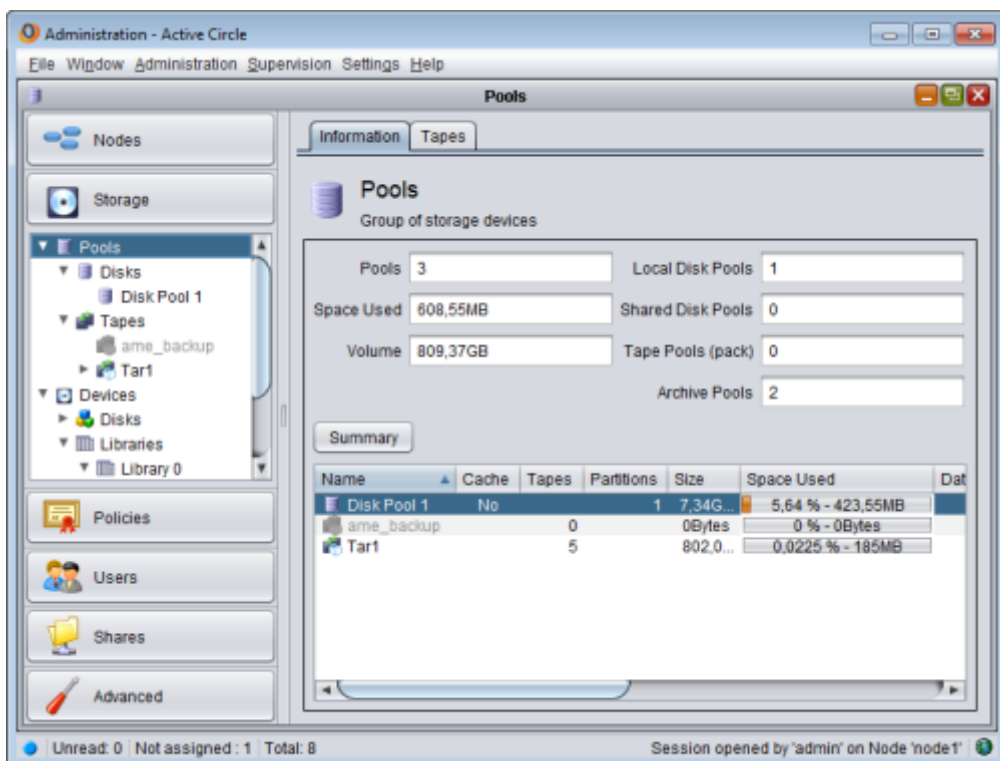 Administration - Active Circle
File Window Administration Supervision Settings Help
Pools
Nodes
Storage
Pools
Disks
Disk Pool 1
Tapes
ame_backup
Tar1
Devices
Disks
Libraries
Library 0
Policies
Users
Shares
Advanced
Information Tapes
Pools
Group of storage devices
Pools 3 Local Disk Pools 1
Space Used 608,55MB Shared Disk Pools 0
Volume 809,37GB Tape Pools (pack) 0
Archive Pools 2
Summary
Name Cache Tapes Partitions Size Space Used Dat
Disk Pool 1 No 1 7,34G... 5,64 % - 423,55MB
ame_backup 0 0Bytes 0 % - 0Bytes
Tar1 5 802,0... 0,0225 % - 185MB
Unread: 0 Not assigned : 1 Total: 8 Session opened by 'admin' on Node 'node1'